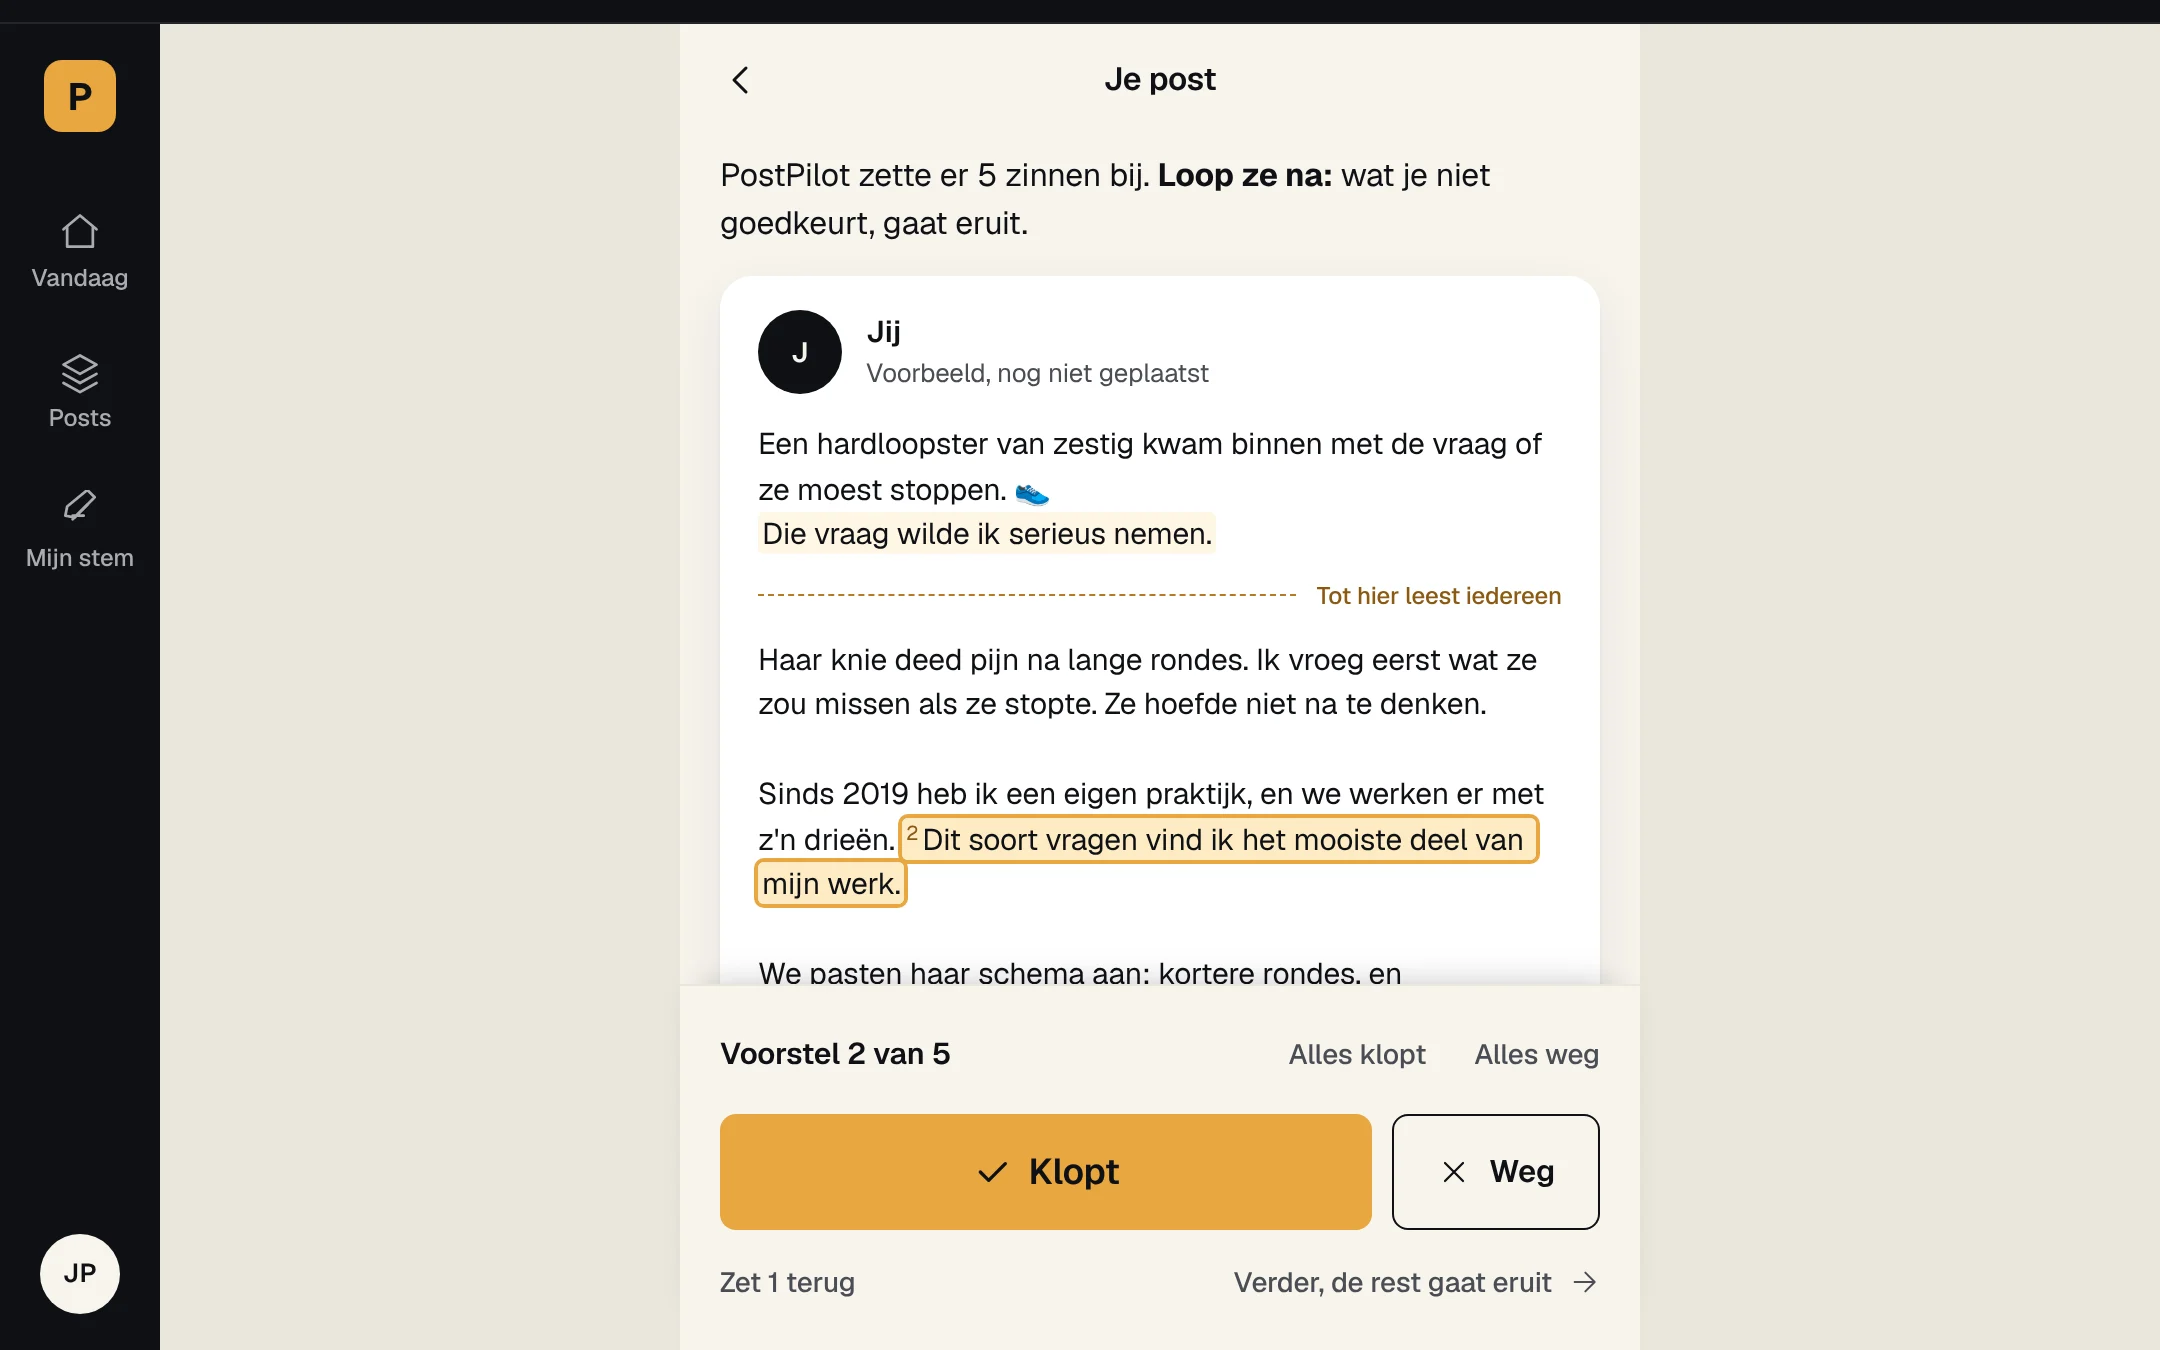 P
Vandaag
Posts
Mijn stem
JP
Je post
PostPilot zette er 5 zinnen bij. Loop ze na: wat je niet
goedkeurt, gaat eruit.
J
Jij
Voorbeeld, nog niet geplaatst
Een hardloopster van zestig kwam binnen met de vraag of
ze moest stoppen. 👟
Die vraag wilde ik serieus nemen.
Tot hier leest iedereen
Haar knie deed pijn na lange rondes. Ik vroeg eerst wat ze
zou missen als ze stopte. Ze hoefde niet na te denken.
Sinds 2019 heb ik een eigen praktijk, en we werken er met
z'n drieën. 2 Dit soort vragen vind ik het mooiste deel van
mijn werk.
We pasten haar schema aan: kortere rondes, en
Voorstel 2 van 5
Alles klopt
Alles weg
Klopt
Weg
Zet 1 terug
Verder, de rest gaat eruit →